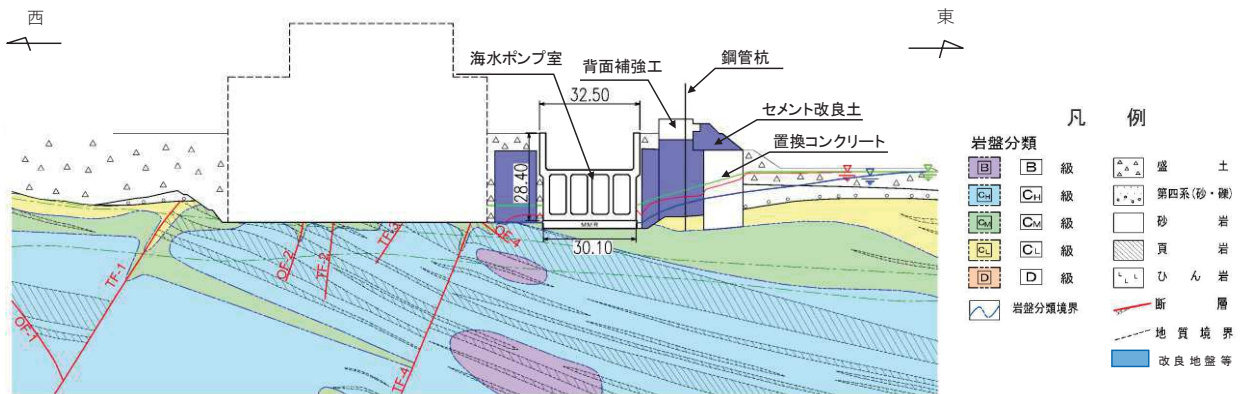 西
東
海水ポンプ室
背面補強工
鋼管杭
32.50
セメント改良土
置換コンクリート
28.40
MMR
30.10
TF-1
OF-1
OF-2
TF-2
TF-3
OF-4
TF-4
凡 例
岩盤分類
B B 級
CH CH 級
CM CM 級
CL CL 級
D D 級
岩盤分類境界
盛 土
第四系(砂・礫)
砂 岩
頁 岩
ひ ん 岩
断 層
地 質 境 界
改 良 地 盤 等